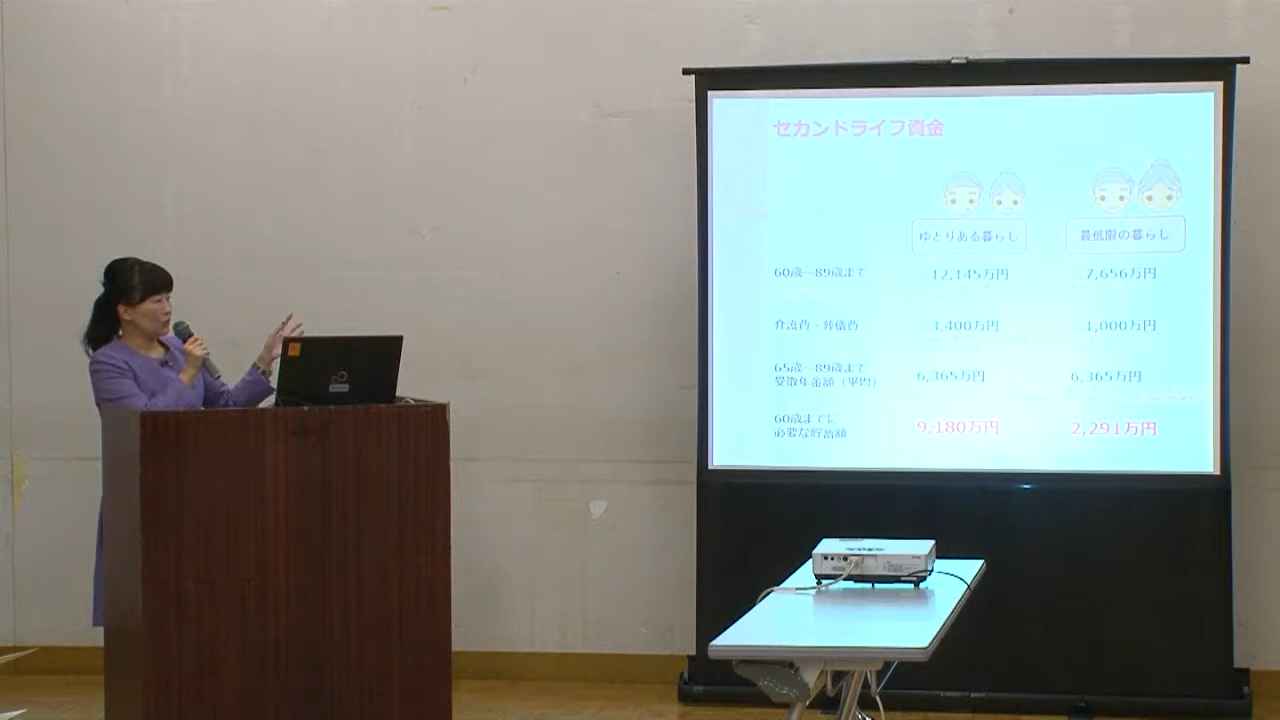 セカンドライフ資金
ゆとりある暮らし
最低限の暮らし
60歳～89歳まで
12,145万円
7,656万円
介護費・葬儀費
3,400万円
1,000万円
65歳～89歳まで
受取年金額（平均）
6,365万円
6,365万円
60歳までに
必要な貯蓄額
9,180万円
2,291万円